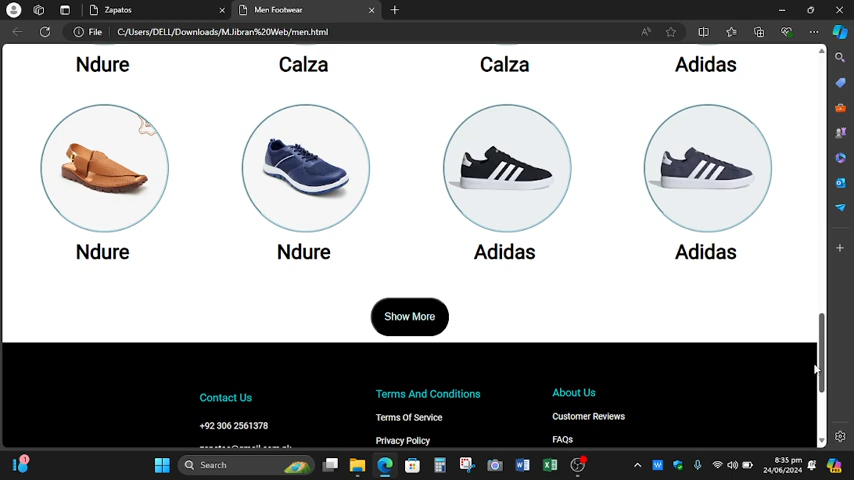 Zapatos
Men Footwear
File
C:/Users/DELL/Downloads/M.Jibran%20Web/men.html
Ndure
Calza
Calza
Adidas
Ndure
Ndure
Adidas
Adidas
Show More
Contact Us
Terms And Conditions
About Us
+92 306 2561378
Terms Of Service
Customer Reviews
Privacy Policy
FAQs
Search
8:35 pm
24/06/2024